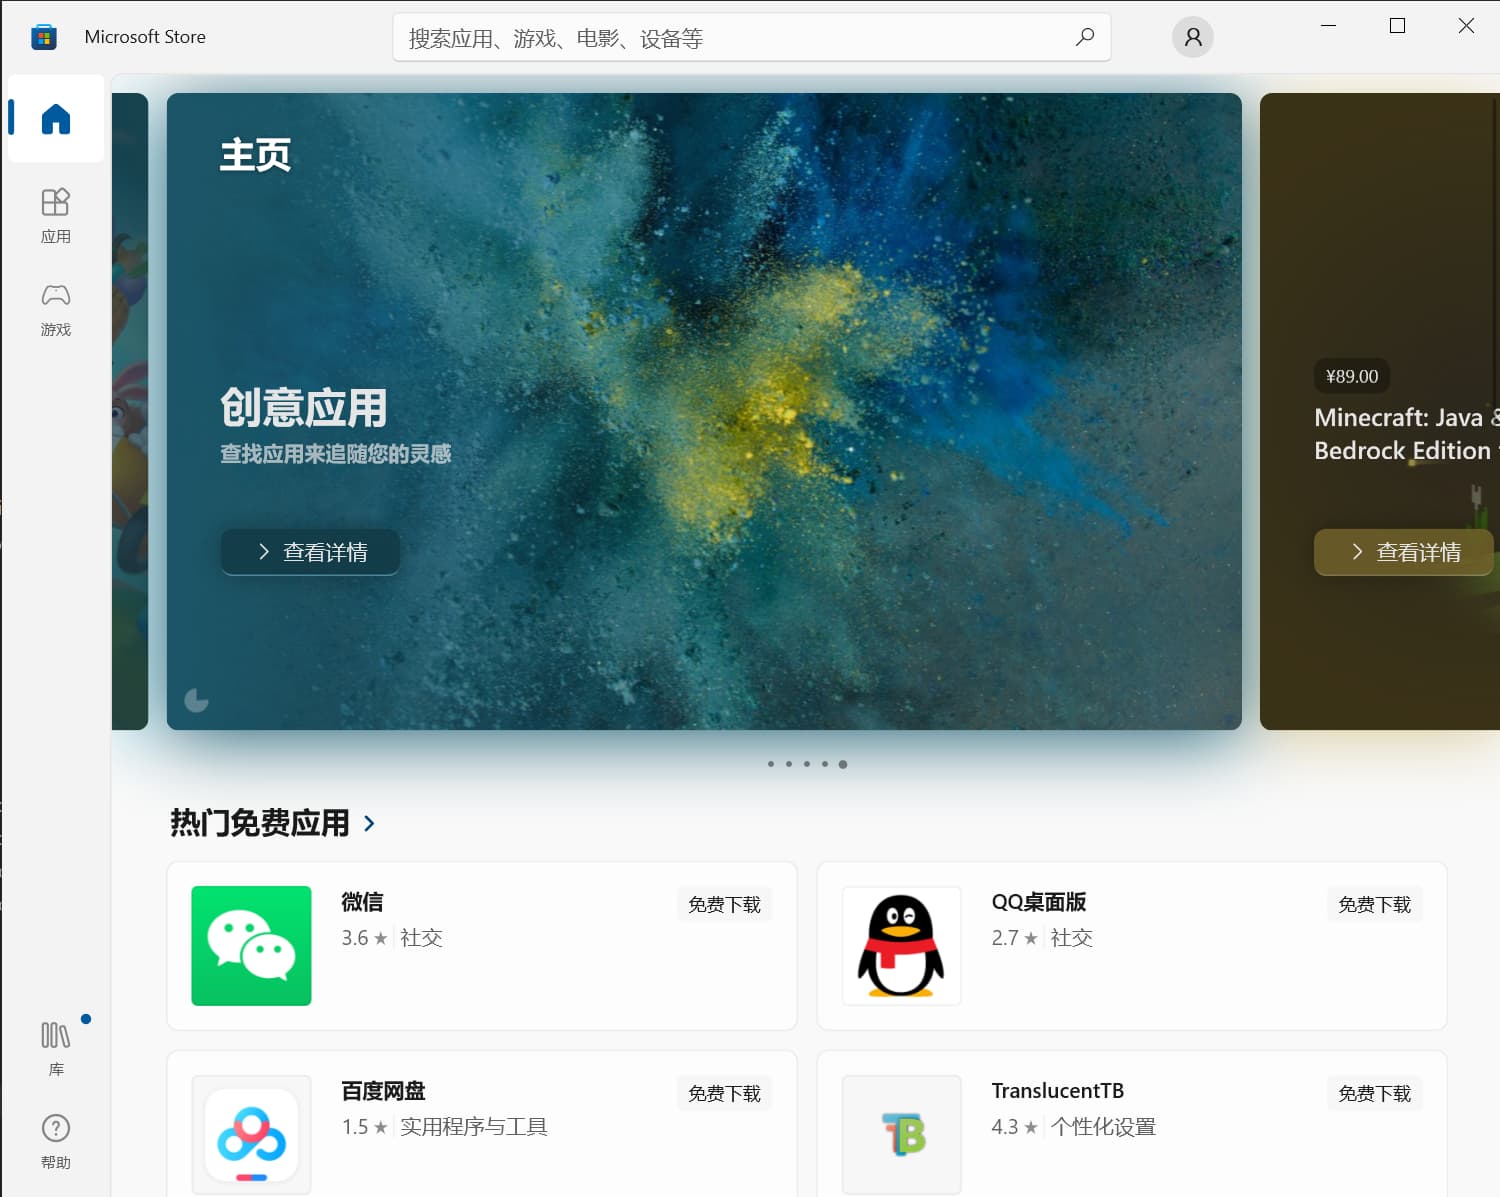 Microsoft Store
搜索应用、游戏、电影、设备等
主页
应用
游戏
创意应用
查找应用来追随您的灵感
查看详情
¥89.00
Minecraft: Java &
Bedrock Edition
查看详情
热门免费应用
微信
3.6 ★ 社交
免费下载
QQ桌面版
2.7 ★ 社交
免费下载
百度网盘
1.5 ★ 实用程序与工具
免费下载
TranslucentTB
4.3 ★ 个性化设置
免费下载
库
帮助